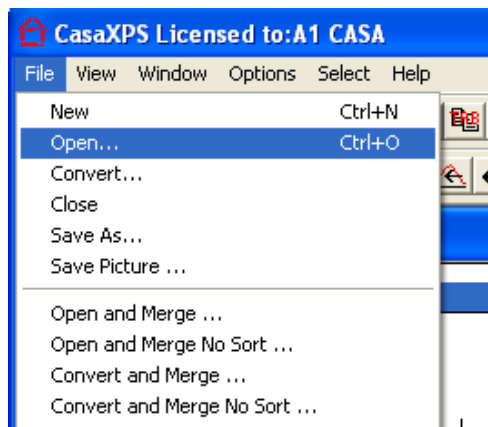 CasaXPS Licensed to:A1 CASA
File View Window Options Select Help
New Ctrl+N
Open... Ctrl+O
Convert...
Close
Save As...
Save Picture ...
Open and Merge ...
Open and Merge No Sort ...
Convert and Merge ...
Convert and Merge No Sort ...